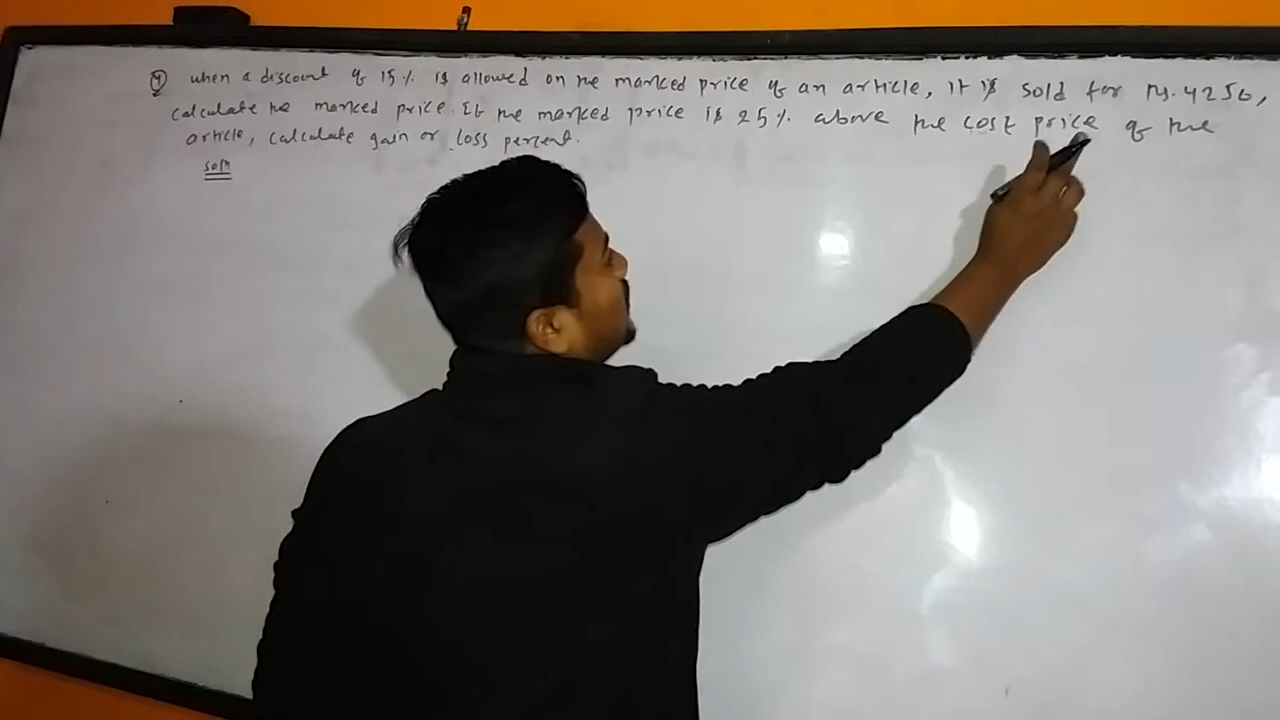 Q when a discount of 15% is allowed on the marked price of an article, it is sold for Rs. 4250,
calculate the marked price. If the marked price is 25% above the cost price of the
article, calculate gain or loss percent.
soln